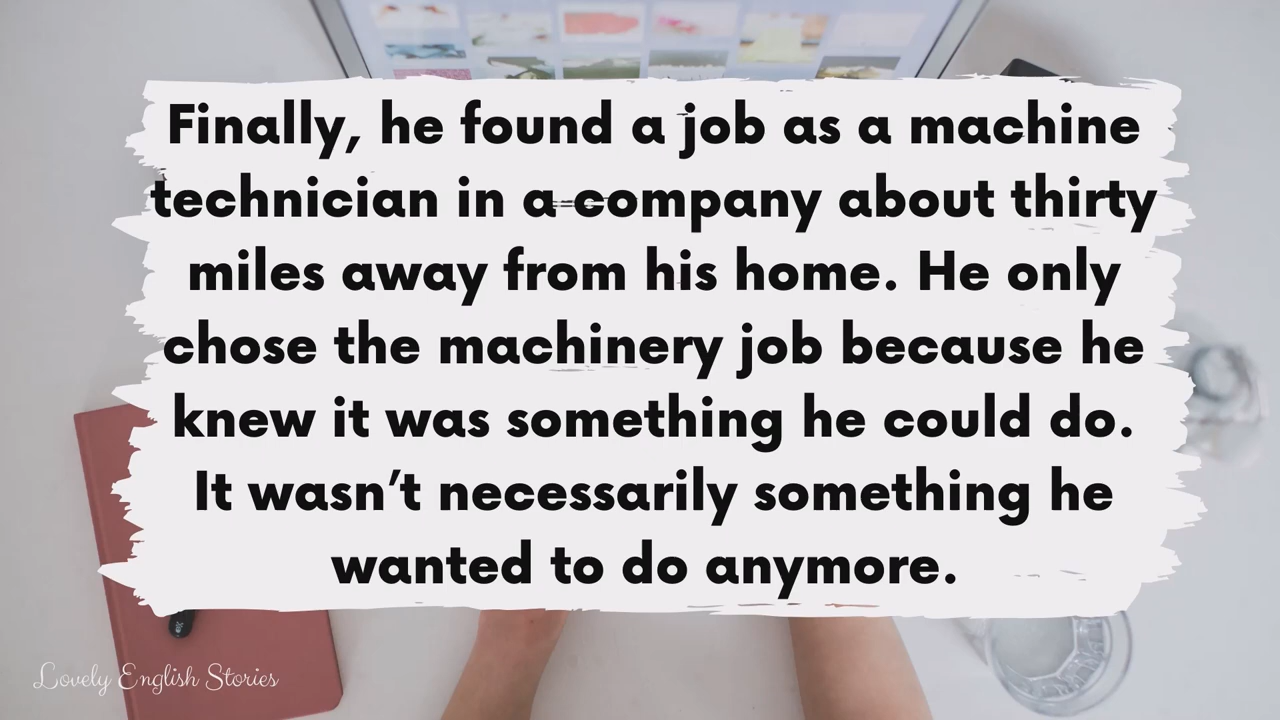 Finally, he found a job as a machine
technician in a company about thirty
miles away from his home. He only
chose the machinery job because he
knew it was something he could do.
It wasn’t necessarily something he
wanted to do anymore.
Lovely English Stories